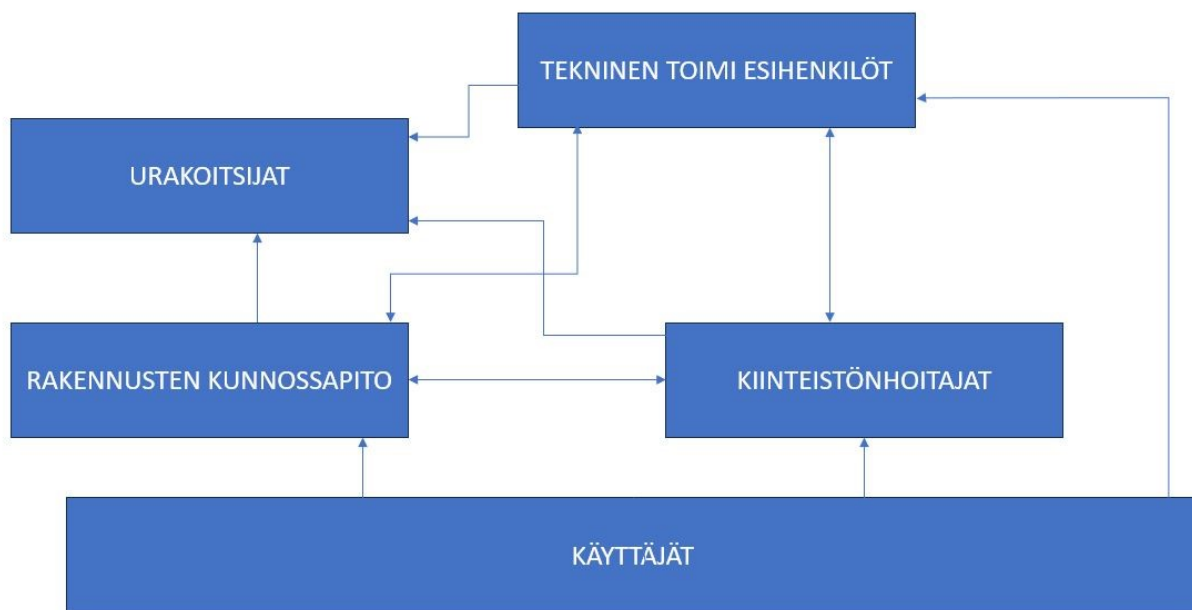 TEKNINEN TOIMI ESIHENKILÖT
URAKOITSIJAT
RAKENNUSTEN KUNNOSSAPITO
KIINTEISTÖNHOITAJAT
KÄYTTÄJÄT